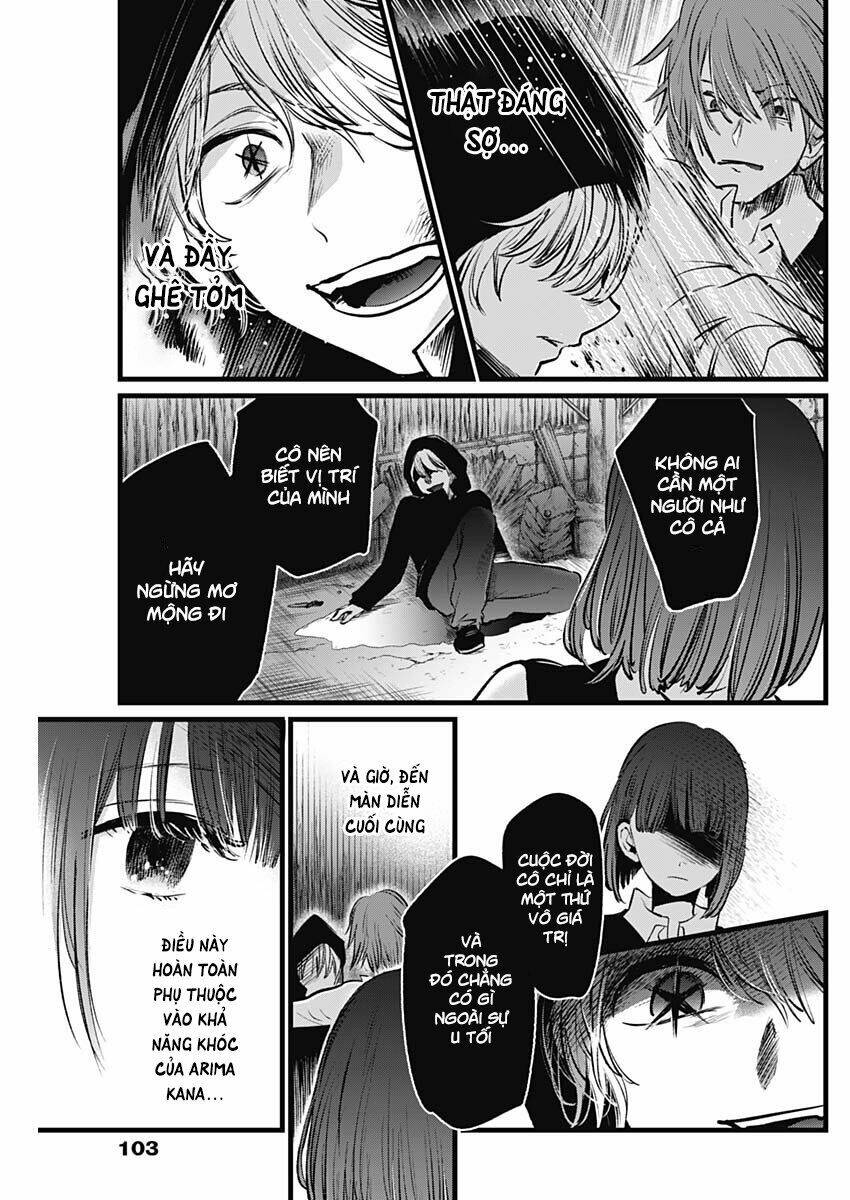 THẬT ĐÁNG
SỢ...
VÀ ĐẦY
GHÊ TỞM
KHÔNG AI
CẦN MỘT
NGƯỜI NHƯ
CÔ CẢ
CÔ NÊN
BIẾT VỊ TRÍ
CỦA MÌNH
HÃY
NGỪNG MƠ
MỘNG ĐI
CUỘC ĐỜI
CÔ CHỈ LÀ
MỘT THỨ
VÔ GIÁ
TRỊ
VÀ
TRONG
ĐÓ CHẲNG
CÓ GÌ
NGOÀI SỰ
U TỐI
VÀ GIỜ, ĐẾN
MÀN DIỄN
CUỐI CÙNG
ĐIỀU NÀY
HOÀN TOÀN
PHỤ THUỘC
VÀO KHẢ
NĂNG KHÓC
CỦA ARIMA
KANA...
103